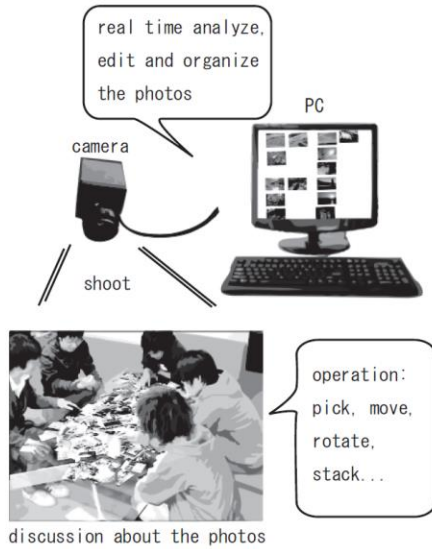 real time analyze,
edit and organize
the photos
PC
camera
shoot
operation:
pick, move,
rotate,
stack...
discussion about the photos